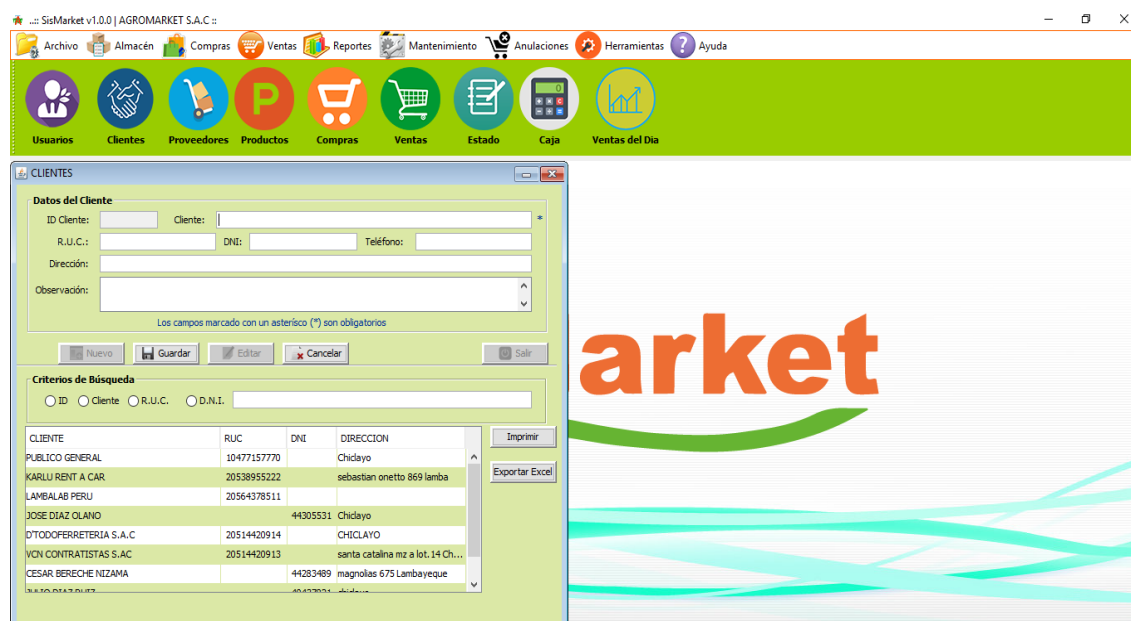 ..:: SisMarket v1.0.0 | AGROMARKET S.A.C ::
Archivo Almacén Compras Ventas Reportes Mantenimiento Anulaciones Herramientas ? Ayuda
P
Usuarios Clientes Proveedores Productos Compras Ventas Estado Caja Ventas del Dia
CLIENTES
Datos del Cliente
ID Cliente: Cliente: *
R.U.C.: DNI: Teléfono:
Dirección:
Observación:
Los campos marcado con un asterísco (*) son obligatorios
Nuevo Guardar Editar Cancelar Salir
arket
Criterios de Búsqueda
ID Cliente R.U.C. D.N.I.
CLIENTE RUC DNI DIRECCION Imprimir
PUBLICO GENERAL 10477157770 Chiclayo
KARLU RENT A CAR 20538955222 sebastian onetto 869 lamba Exportar Excel
LAMBALAB PERU 20564378511
JOSE DIAZ OLANO 44305531 Chiclayo
D'TODOFERRETERIA S.A.C 20514420914 CHICLAYO
VCN CONTRATISTAS S.AC 20514420913 santa catalina mz a lot. 14 Ch...
CESAR BERECHE NIZAMA 44283489 magnolias 675 Lambayeque